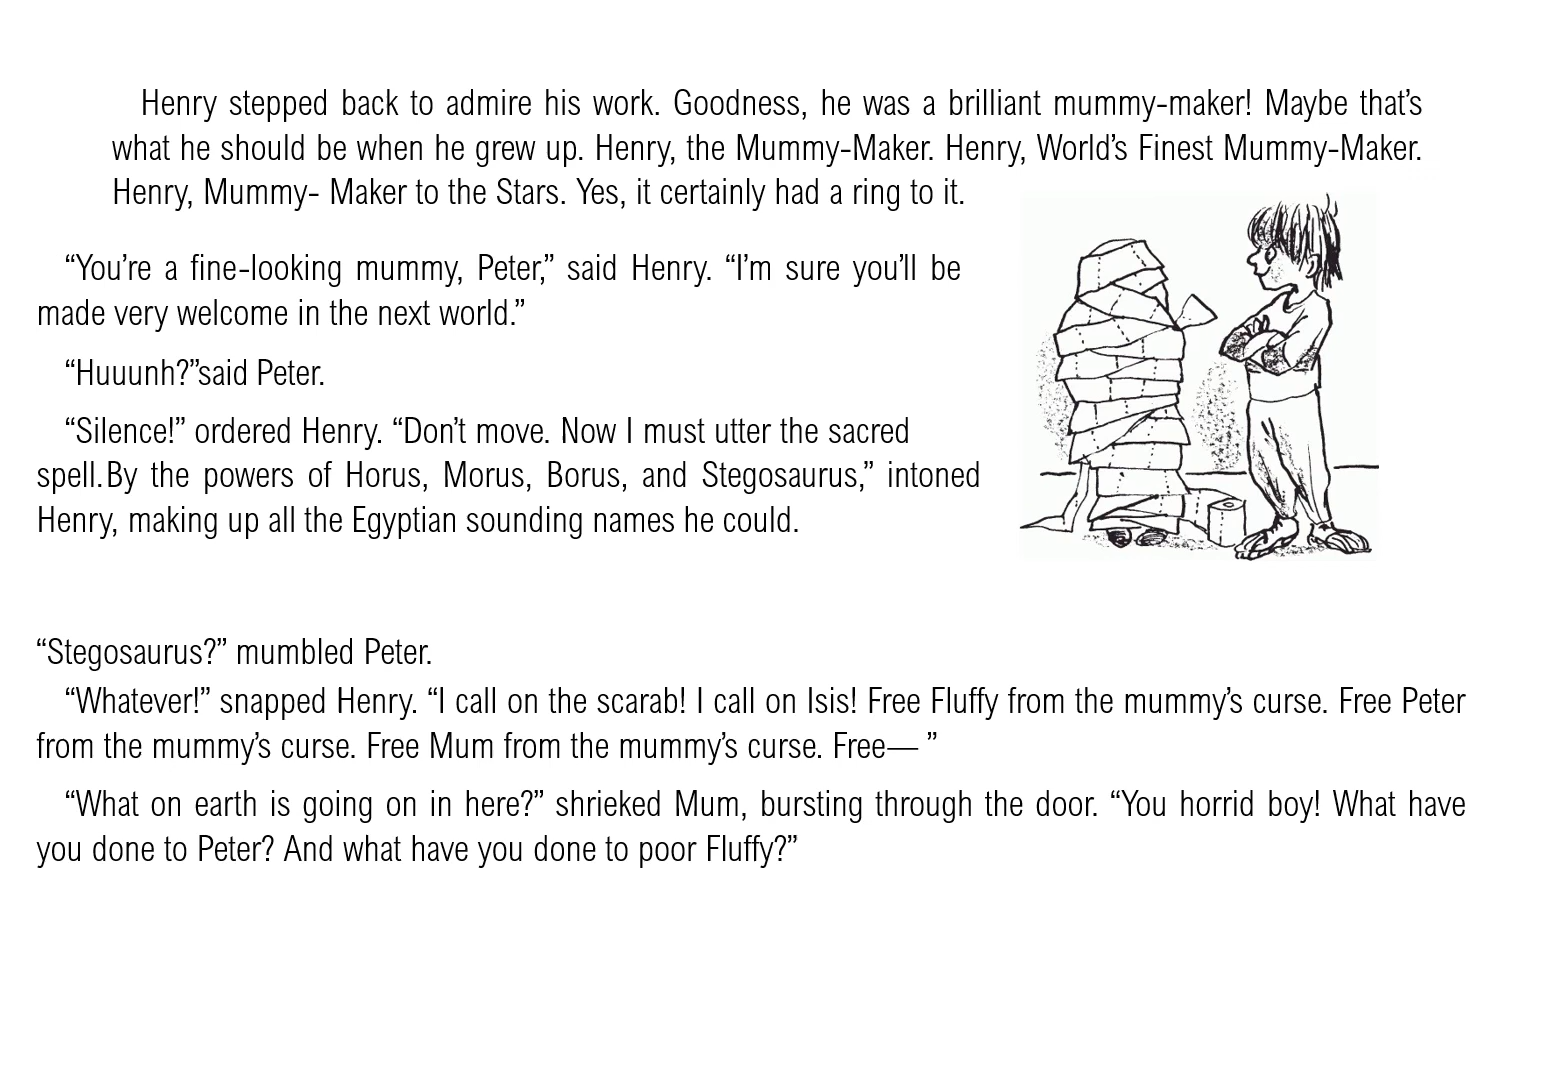 Henry stepped back to admire his work. Goodness, he was a brilliant mummy-maker! Maybe that’s
what he should be when he grew up. Henry, the Mummy-Maker. Henry, World’s Finest Mummy-Maker.
Henry, Mummy- Maker to the Stars. Yes, it certainly had a ring to it.
“You’re a fine-looking mummy, Peter,” said Henry. “I’m sure you’ll be
made very welcome in the next world.”
“Huuunh?”said Peter.
“Silence!” ordered Henry. “Don’t move. Now I must utter the sacred
spell.By the powers of Horus, Morus, Borus, and Stegosaurus,” intoned
Henry, making up all the Egyptian sounding names he could.
“Stegosaurus?” mumbled Peter.
“Whatever!” snapped Henry. “I call on the scarab! I call on Isis! Free Fluffy from the mummy’s curse. Free Peter
from the mummy’s curse. Free Mum from the mummy’s curse. Free— ”
“What on earth is going on in here?” shrieked Mum, bursting through the door. “You horrid boy! What have
you done to Peter? And what have you done to poor Fluffy?”